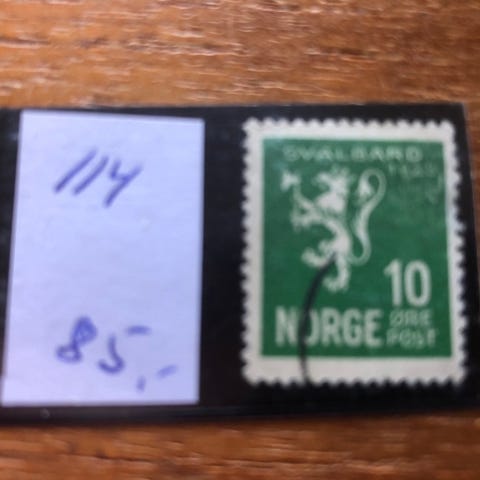 114
85,-
SVALBARD
10
NORGE ØRE
POST